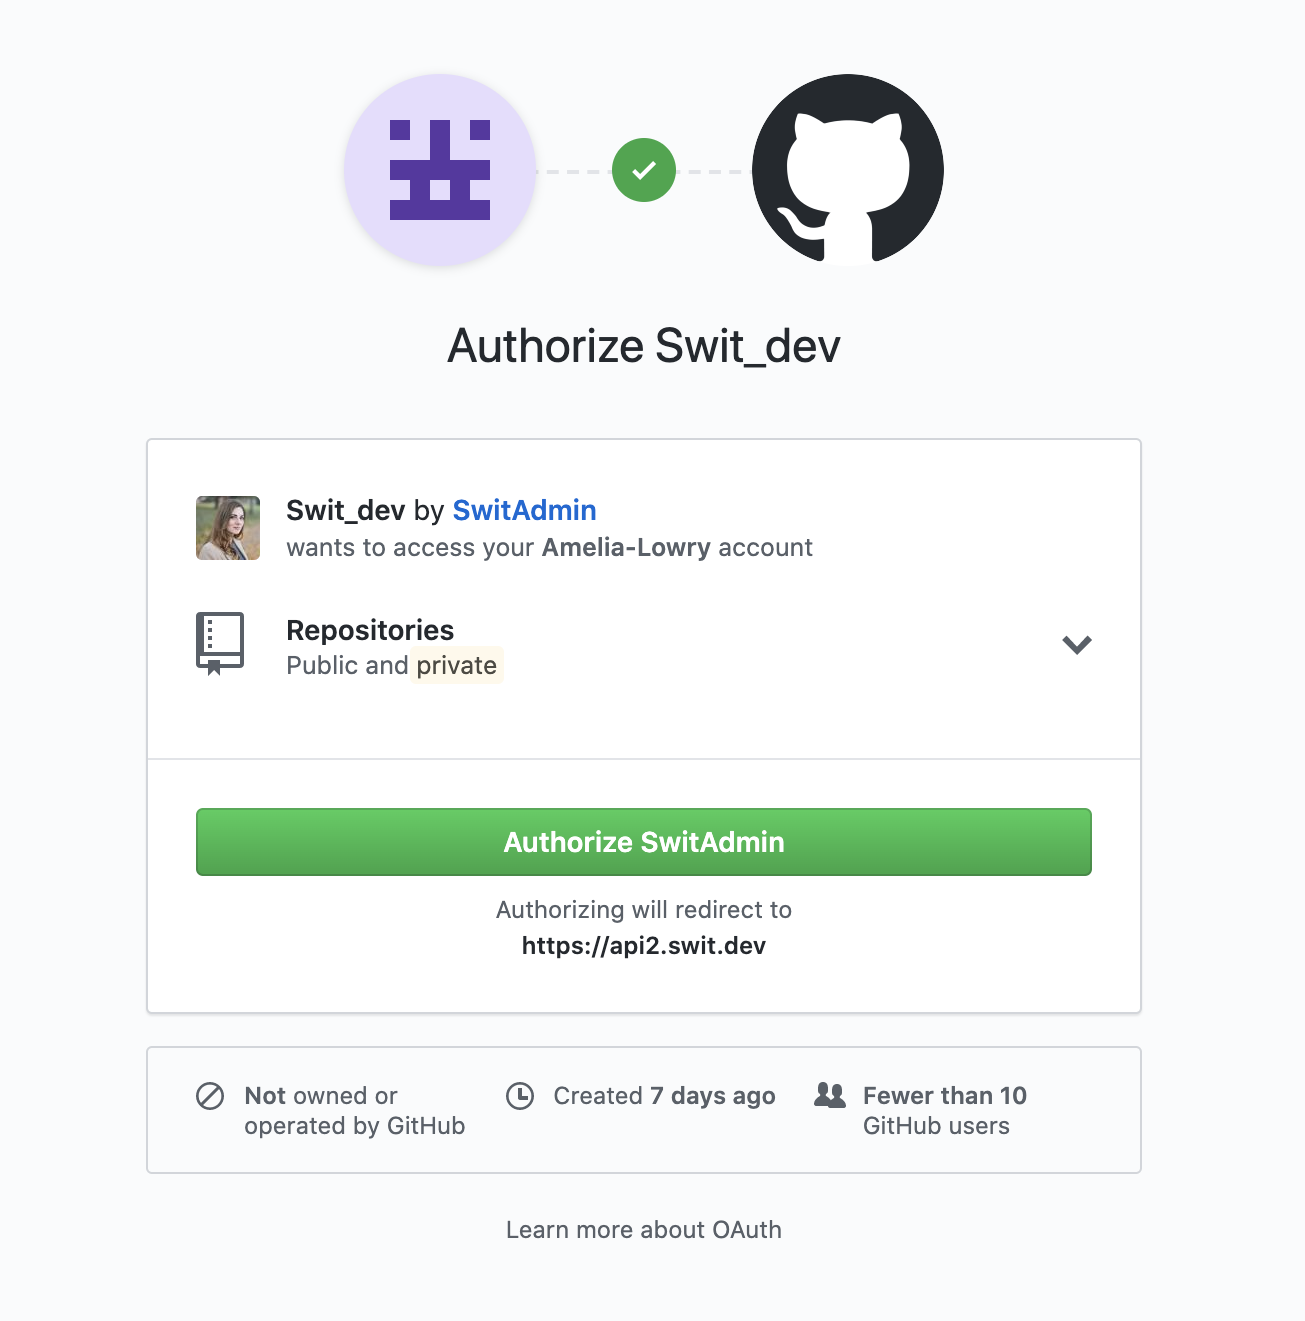 Authorize Swit_dev
Swit_dev by SwitAdmin
wants to access your Amelia-Lowry account
Repositories
Public and private
Authorize SwitAdmin
Authorizing will redirect to
https://api2.swit.dev
Not owned or
operated by GitHub
Created 7 days ago
Fewer than 10
GitHub users
Learn more about OAuth